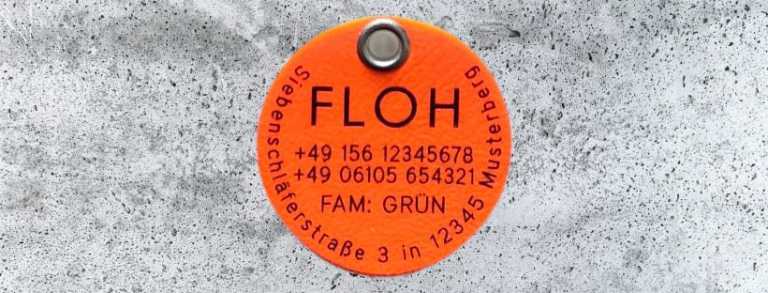 FLOH
+49 156 12345678
+49 06105 654321
FAM: GRÜN
Siebenschläferstraße 3 in 12345 Musterberg